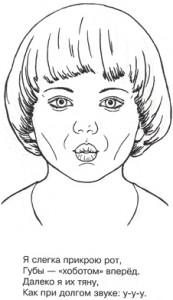 Я слегка прикрою рот,
Губы — «хоботом» вперёд.
Далеко я их тяну,
Как при долгом звуке: у-у-у.